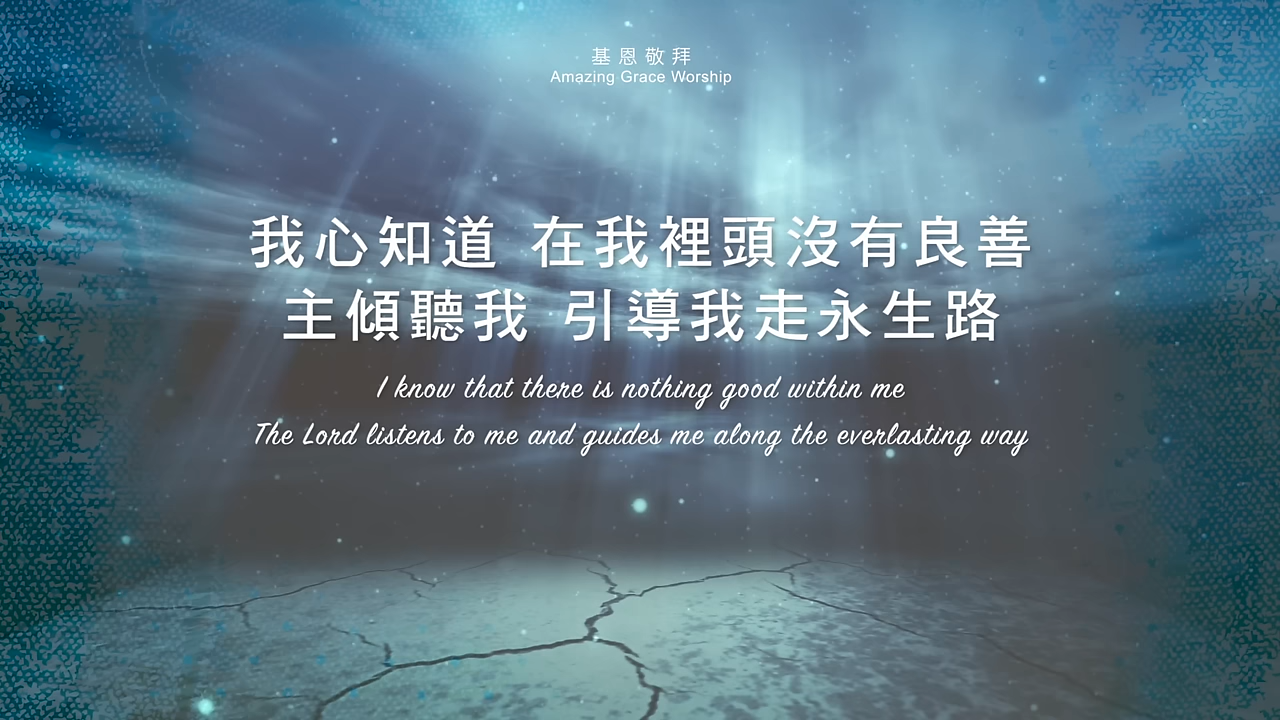 基恩敬拜
Amazing Grace Worship
我心知道 在我裡頭沒有良善
主傾聽我 引導我走永生路
I know that there is nothing good within me
The Lord listens to me and guides me along the everlasting way